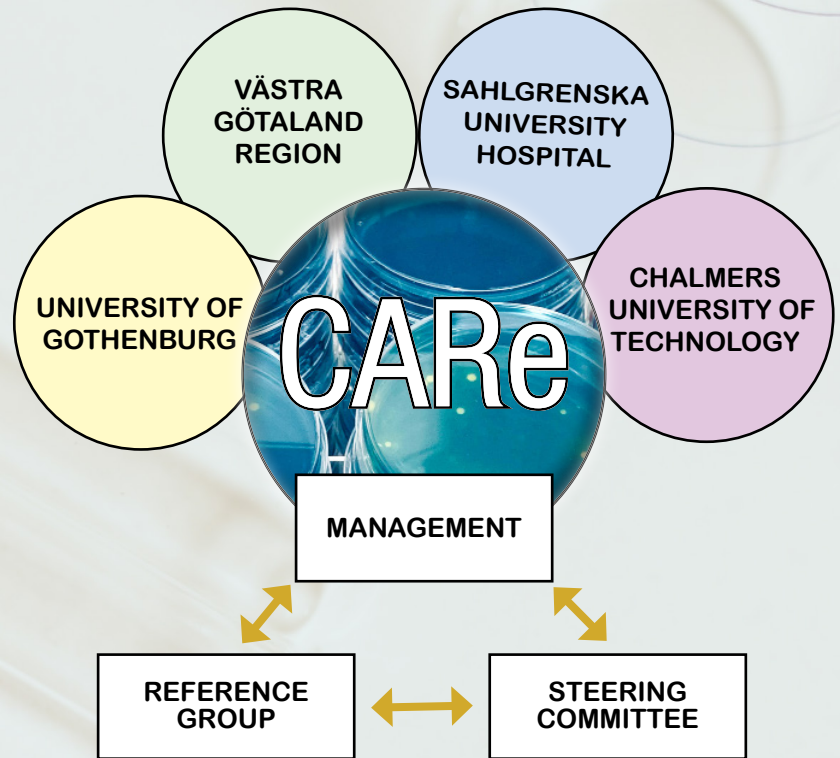 VÄSTRA
GÖTALAND
REGION
SAHLGRENSKA
UNIVERSITY
HOSPITAL
UNIVERSITY OF
GOTHENBURG
CARe
CHALMERS
UNIVERSITY OF
TECHNOLOGY
MANAGEMENT
REFERENCE
GROUP
STEERING
COMMITTEE